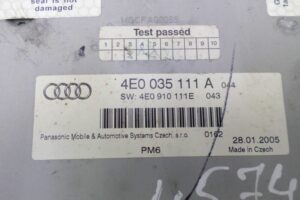 seal is not
damaged
Test passed
1 2 3 4 5 6 7 8 9 10
4E0 035 111 A 044
SW: 4E0 910 111E 043
Panasonic Mobile & Automotive Systems Czech, s.r.o 0162
28.01.2005
PM6
Made in Czech